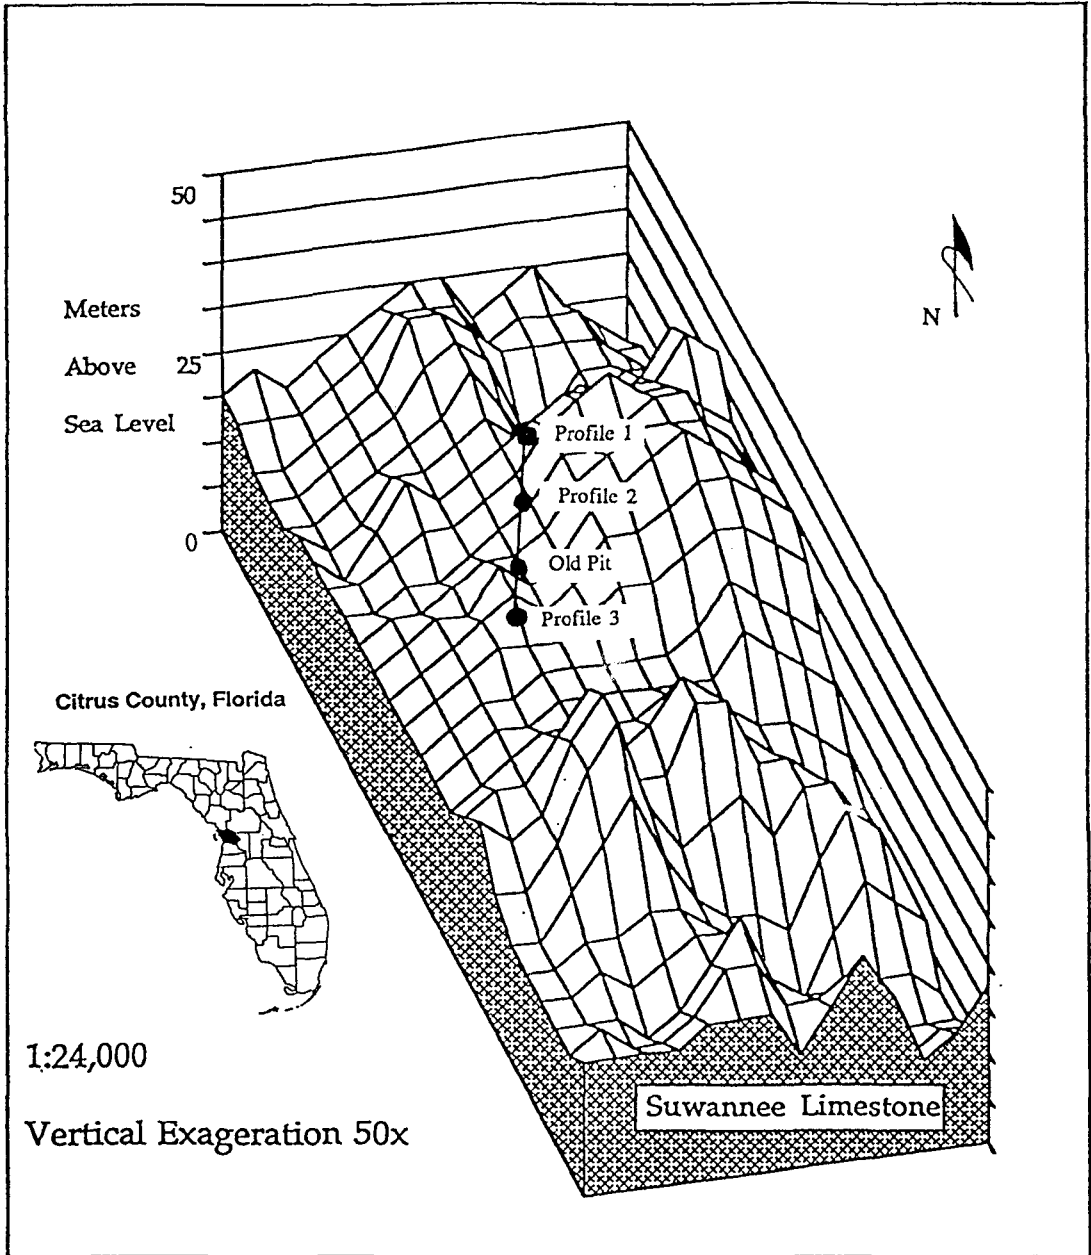 50
Meters
Above 25
Sea Level
0
N
Profile 1
Profile 2
Old Pit
Profile 3
Citrus County, Florida
1:24,000
Vertical Exageration 50x
Suwannee Limestone